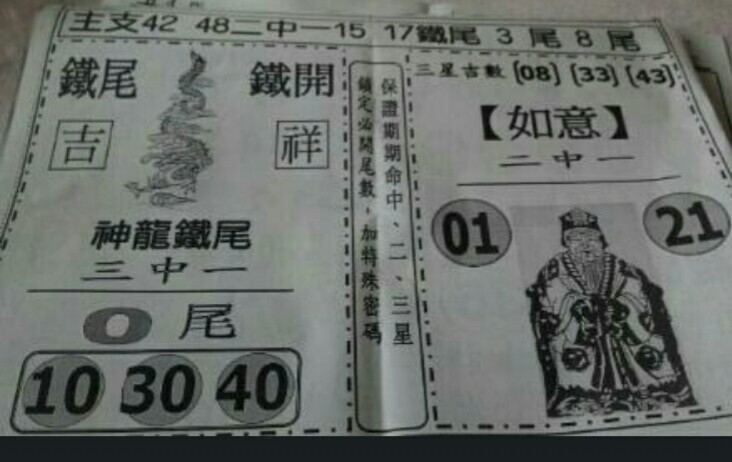 主支42 48二中一15 17鐵尾 3 尾 8 尾
鐵尾 鐵開
吉 祥
神龍鐵尾
三中一
0 尾
10 30 40
保證期期命中、二、三星
鎖定必開尾數，加特殊密碼
三星吉數 (08) (33) (43)
【如意】
二中一
01 21